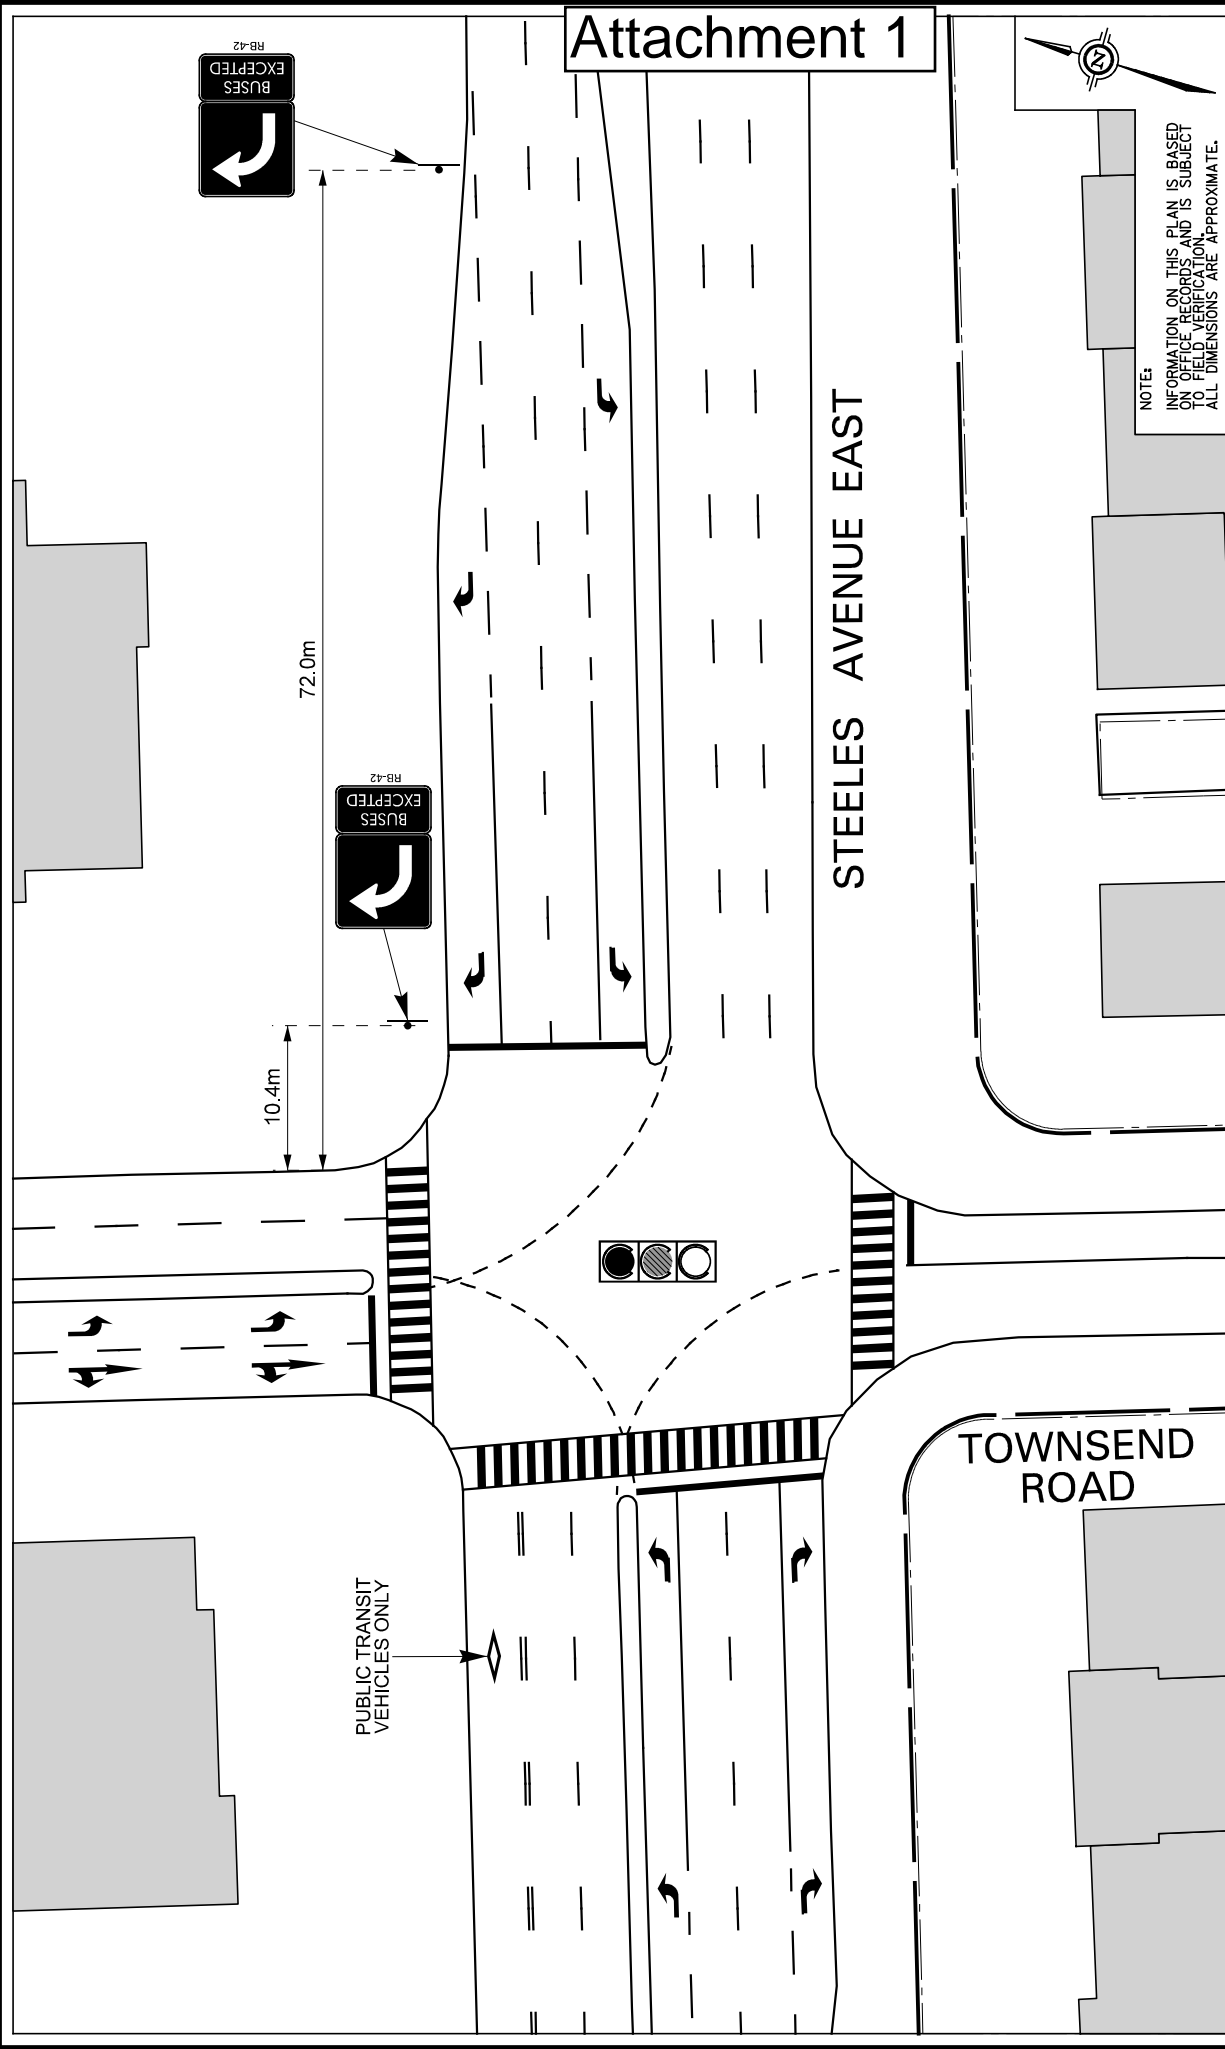 Attachment 1
RB-42
BUSES
EXCEPTED
N
NOTE:
INFORMATION ON THIS PLAN IS BASED
ON OFFICE RECORDS AND IS SUBJECT
TO FIELD VERIFICATION.
ALL DIMENSIONS ARE APPROXIMATE.
72.0m
STEELES AVENUE EAST
RB-42
BUSES
EXCEPTED
10.4m
TOWNSEND
ROAD
PUBLIC TRANSIT
VEHICLES ONLY